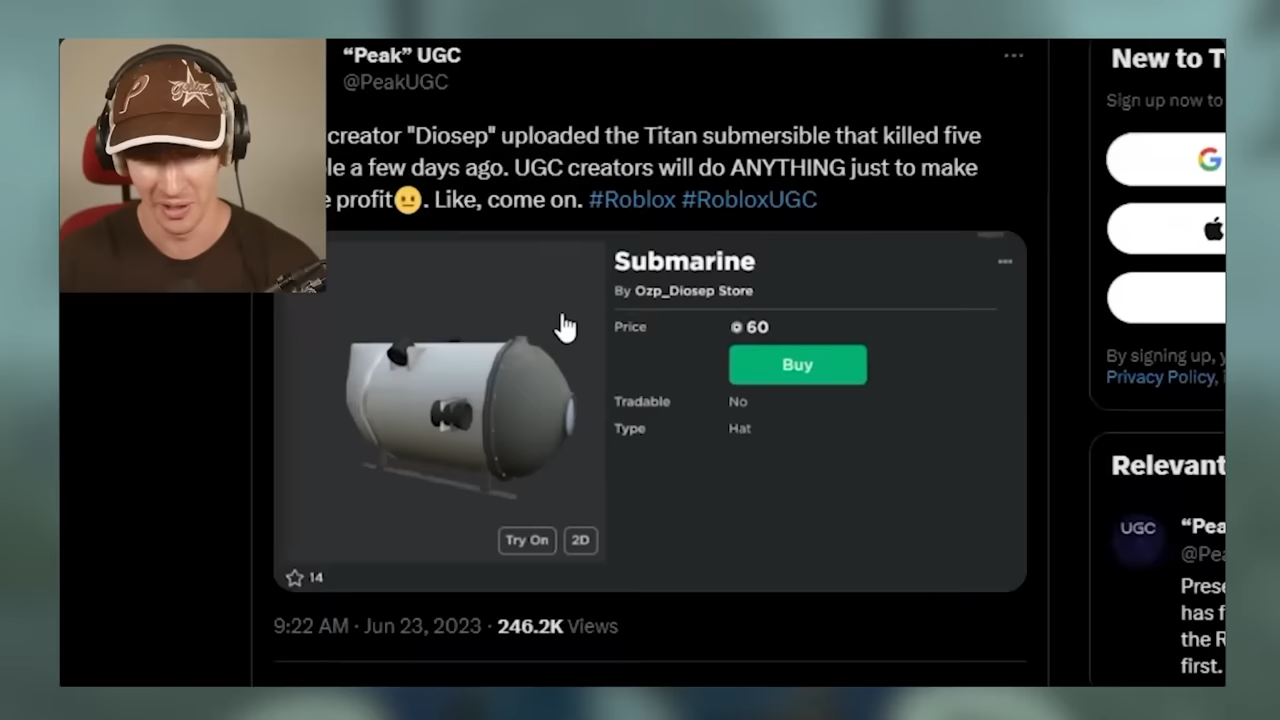 “Peak” UGC
@PeakUGC
creator "Diosep" uploaded the Titan submersible that killed five
le a few days ago. UGC creators will do ANYTHING just to make
e profit😐. Like, come on. #Roblox #RobloxUGC
Submarine
By Ozp_Diosep Store
Price 60
Buy
Tradable No
Type Hat
Try On 2D
14
9:22 AM · Jun 23, 2023 · 246.2K Views
New to T
Sign up now to
G
By signing up, y
Privacy Policy,
Relevant
UGC
“Pea
@Pea
Prese
has f
the R
first.